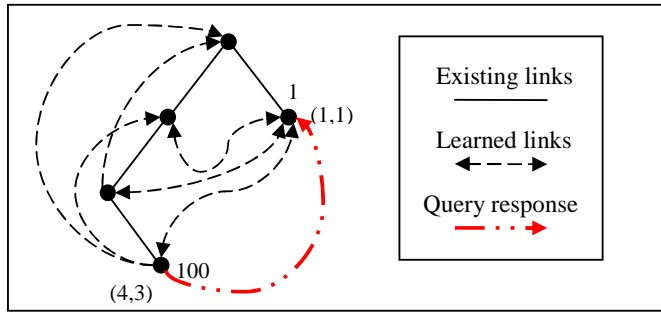 1
(1,1)
100
(4,3)
Existing links
Learned links
Query response